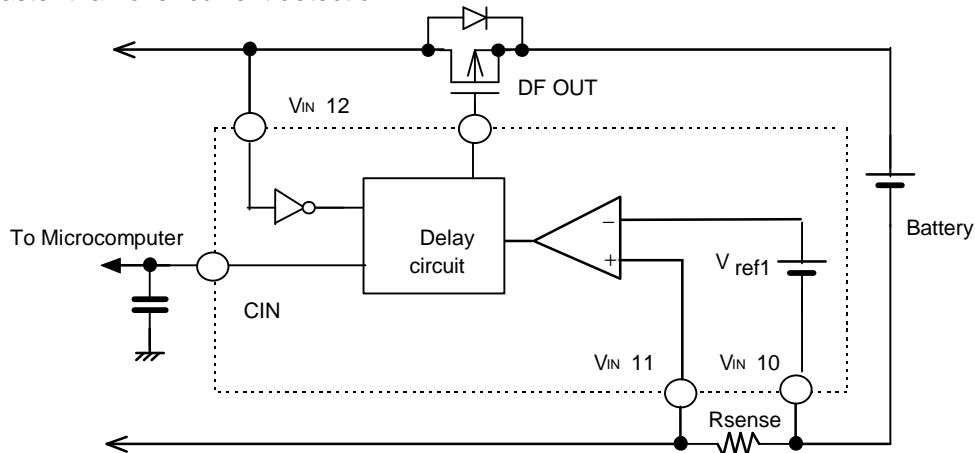 DF OUT
VIN 12
To Microcomputer
Delay
circuit
−
+
Vref1
Battery
CIN
VIN 11
VIN 10
Rsense